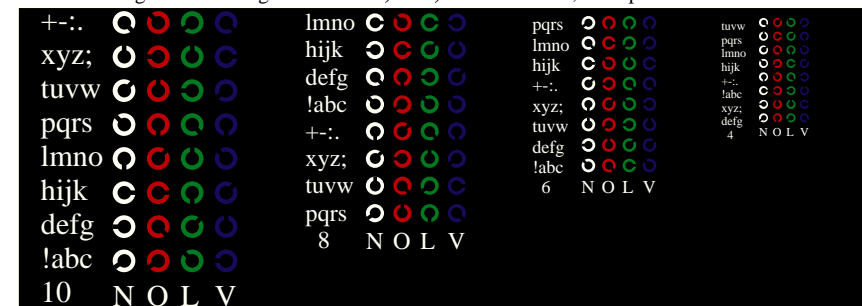 +-:.
xyz;
tuvw
pqrs
lmno
hijk
defg
!abc
10 N O L V
lmno
hijk
defg
!abc
+-:.
xyz;
tuvw
pqrs
8 N O L V
pqrs
lmno
hijk
+-:.
xyz;
tuvw
defg
!abc
6 N O L V
tuvw
pqrs
lmno
hijk
+-:.
!abc
xyz;
defg
4 N O L V